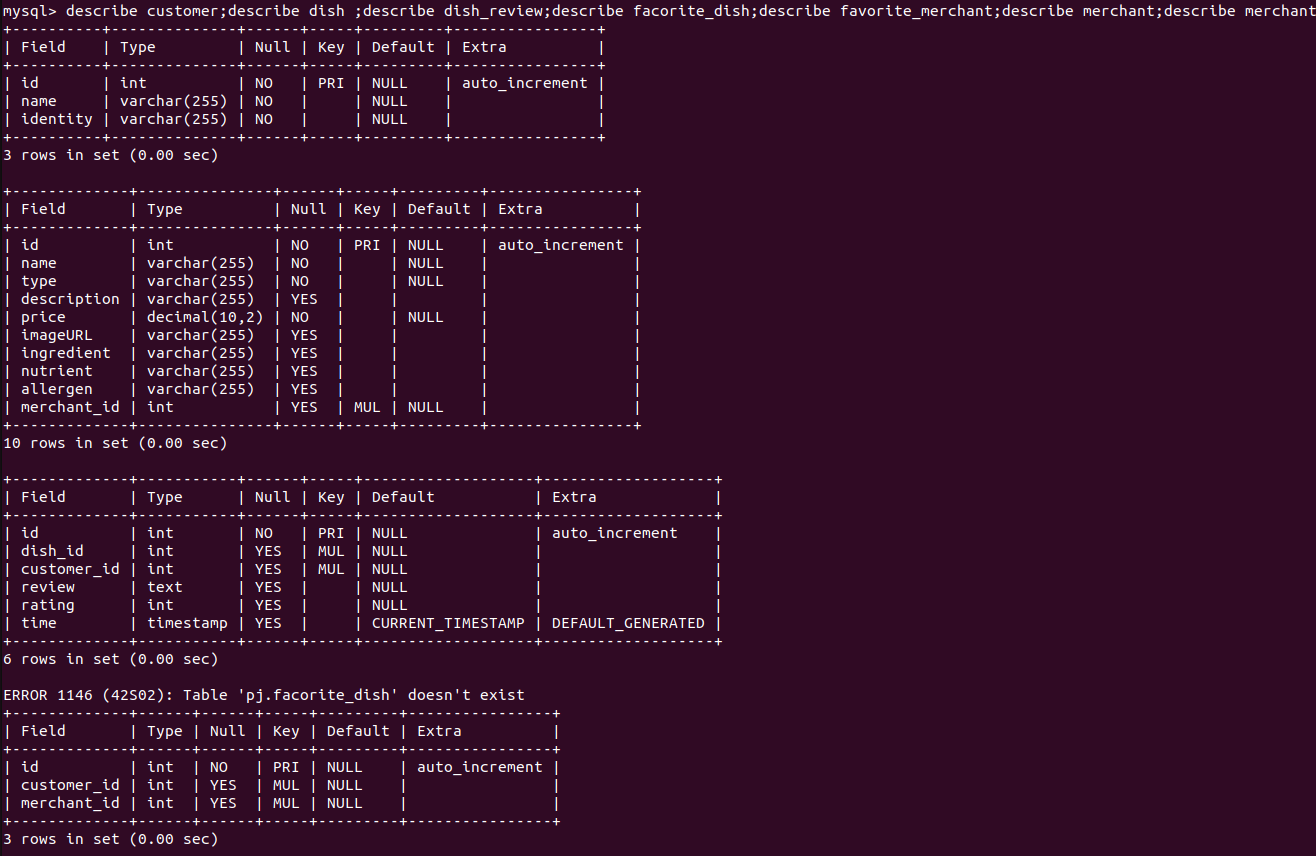 mysql> describe customer;describe dish ;describe dish_review;describe facorite_dish;describe favorite_merchant;describe merchant;describe merchant
+----------+--------------+------+-----+---------+----------------+
| Field    | Type         | Null | Key | Default | Extra          |
+----------+--------------+------+-----+---------+----------------+
| id       | int          | NO   | PRI | NULL    | auto_increment |
| name     | varchar(255) | NO   |     | NULL    |                |
| identity | varchar(255) | NO   |     | NULL    |                |
+----------+--------------+------+-----+---------+----------------+
3 rows in set (0.00 sec)

+-------------+---------------+------+-----+---------+----------------+
| Field       | Type          | Null | Key | Default | Extra          |
+-------------+---------------+------+-----+---------+----------------+
| id          | int           | NO   | PRI | NULL    | auto_increment |
| name        | varchar(255)  | NO   |     | NULL    |                |
| type        | varchar(255)  | NO   |     | NULL    |                |
| description | varchar(255)  | YES  |     |         |                |
| price       | decimal(10,2) | NO   |     | NULL    |                |
| imageURL    | varchar(255)  | YES  |     |         |                |
| ingredient  | varchar(255)  | YES  |     |         |                |
| nutrient    | varchar(255)  | YES  |     |         |                |
| allergen    | varchar(255)  | YES  |     |         |                |
| merchant_id | int           | YES  | MUL | NULL    |                |
+-------------+---------------+------+-----+---------+----------------+
10 rows in set (0.00 sec)

+-------------+-----------+------+-----+-------------------+-------------------+
| Field       | Type      | Null | Key | Default           | Extra             |
+-------------+-----------+------+-----+-------------------+-------------------+
| id          | int       | NO   | PRI | NULL              | auto_increment    |
| dish_id     | int       | YES  | MUL | NULL              |                   |
| customer_id | int       | YES  | MUL | NULL              |                   |
| review      | text      | YES  |     | NULL              |                   |
| rating      | int       | YES  |     | NULL              |                   |
| time        | timestamp | YES  |     | CURRENT_TIMESTAMP | DEFAULT_GENERATED |
+-------------+-----------+------+-----+-------------------+-------------------+
6 rows in set (0.00 sec)

ERROR 1146 (42S02): Table 'pj.facorite_dish' doesn't exist
+-------------+------+------+-----+---------+----------------+
| Field       | Type | Null | Key | Default | Extra          |
+-------------+------+------+-----+---------+----------------+
| id          | int  | NO   | PRI | NULL    | auto_increment |
| customer_id | int  | YES  | MUL | NULL    |                |
| merchant_id | int  | YES  | MUL | NULL    |                |
+-------------+------+------+-----+---------+----------------+
3 rows in set (0.00 sec)